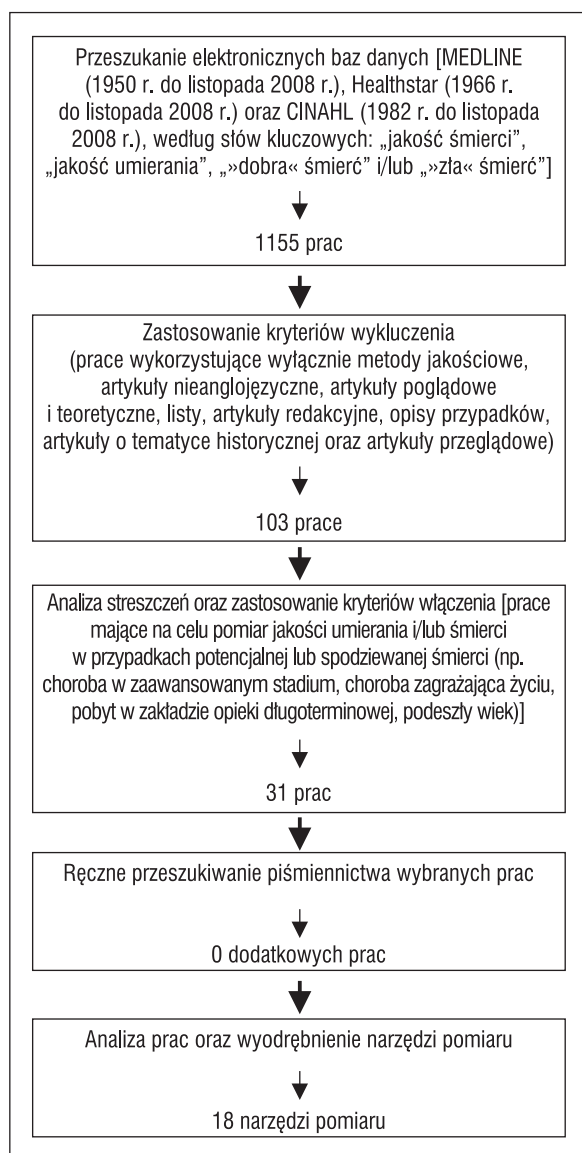 Przeszukanie elektronicznych baz danych [MEDLINE
(1950 r. do listopada 2008 r.), Healthstar (1966 r.
do listopada 2008 r.) oraz CINAHL (1982 r. do listopada
2008 r.), według słów kluczowych: „jakość śmierci”,
„jakość umierania”, „»dobra« śmierć” i/lub „»zła« śmierć”]
1155 prac
Zastosowanie kryteriów wykluczenia
(prace wykorzystujące wyłącznie metody jakościowe,
artykuły nieanglojęzyczne, artykuły poglądowe
i teoretyczne, listy, artykuły redakcyjne, opisy przypadków,
artykuły o tematyce historycznej oraz artykuły przeglądowe)
103 prace
Analiza streszczeń oraz zastosowanie kryteriów włączenia [prace
mające na celu pomiar jakości umierania i/lub śmierci
w przypadkach potencjalnej lub spodziewanej śmierci (np.
choroba w zaawansowanym stadium, choroba zagrażająca życiu,
pobyt w zakładzie opieki długoterminowej, podeszły wiek)]
31 prac
Ręczne przeszukiwanie piśmiennictwa wybranych prac
0 dodatkowych prac
Analiza prac oraz wyodrębnienie narzędzi pomiaru
18 narzędzi pomiaru